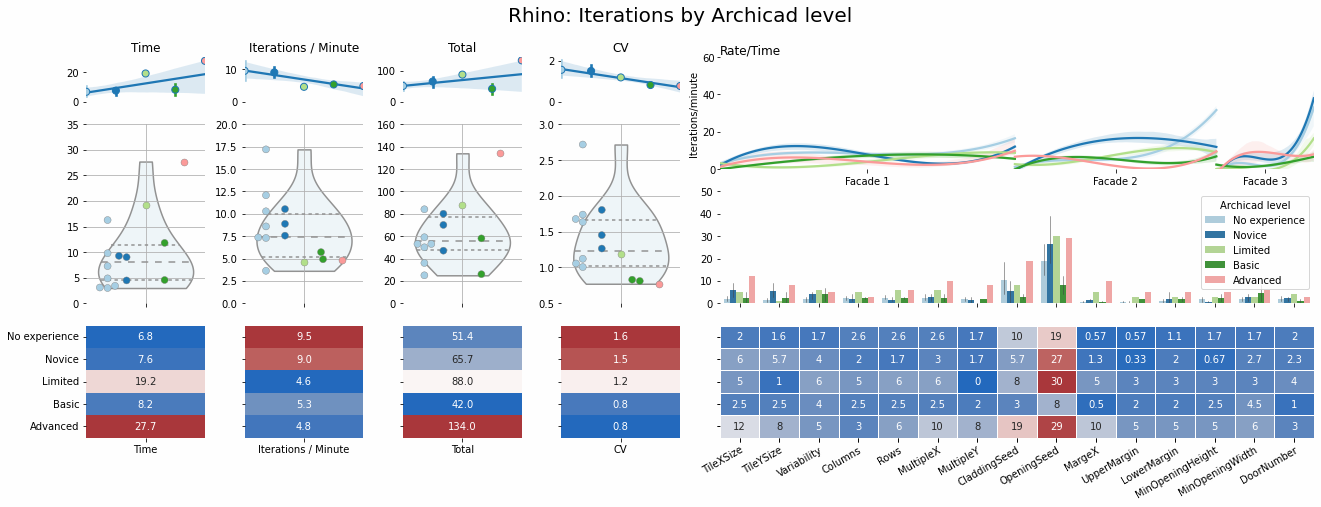 Rhino: Iterations by Archicad level
Time
Iterations / Minute
Total
CV
Rate/Time
20
0
10
0
100
0
2
0
Iterations/minute
60
40
20
0
Facade 1
Facade 2
Facade 3
35
30
25
20
15
10
5
0
20.0
17.5
15.0
12.5
10.0
7.5
5.0
2.5
0.0
160
140
120
100
80
60
40
20
0
3.0
2.5
2.0
1.5
1.0
0.5
50
40
30
20
10
0
Archicad level
No experience
Novice
Limited
Basic
Advanced
No experience 6.8 9.5 51.4 1.6 2 1.6 1.7 2.6 2.6 2.6 1.7 10 19 0.57 0.57 1.1 1.7 1.7 2
Novice 7.6 9.0 65.7 1.5 6 5.7 4 2 1.7 3 1.7 5.7 27 1.3 0.33 2 0.67 2.7 2.3
Limited 19.2 4.6 88.0 1.2 5 1 6 5 6 6 0 8 30 5 3 3 3 3 4
Basic 8.2 5.3 42.0 0.8 2.5 2.5 4 2.5 2.5 2.5 2 3 8 0.5 2 2 2.5 4.5 1
Advanced 27.7 4.8 134.0 0.8 12 8 5 3 6 10 8 19 29 10 5 5 5 6 3
Time
Iterations / Minute
Total
CV
TileXSize
TileYSize
Variability
Columns
Rows
MultipleX
MultipleY
CladdingSeed
OpeningSeed
MargeX
UpperMargin
LowerMargin
MinOpeningHeight
MinOpeningWidth
DoorNumber